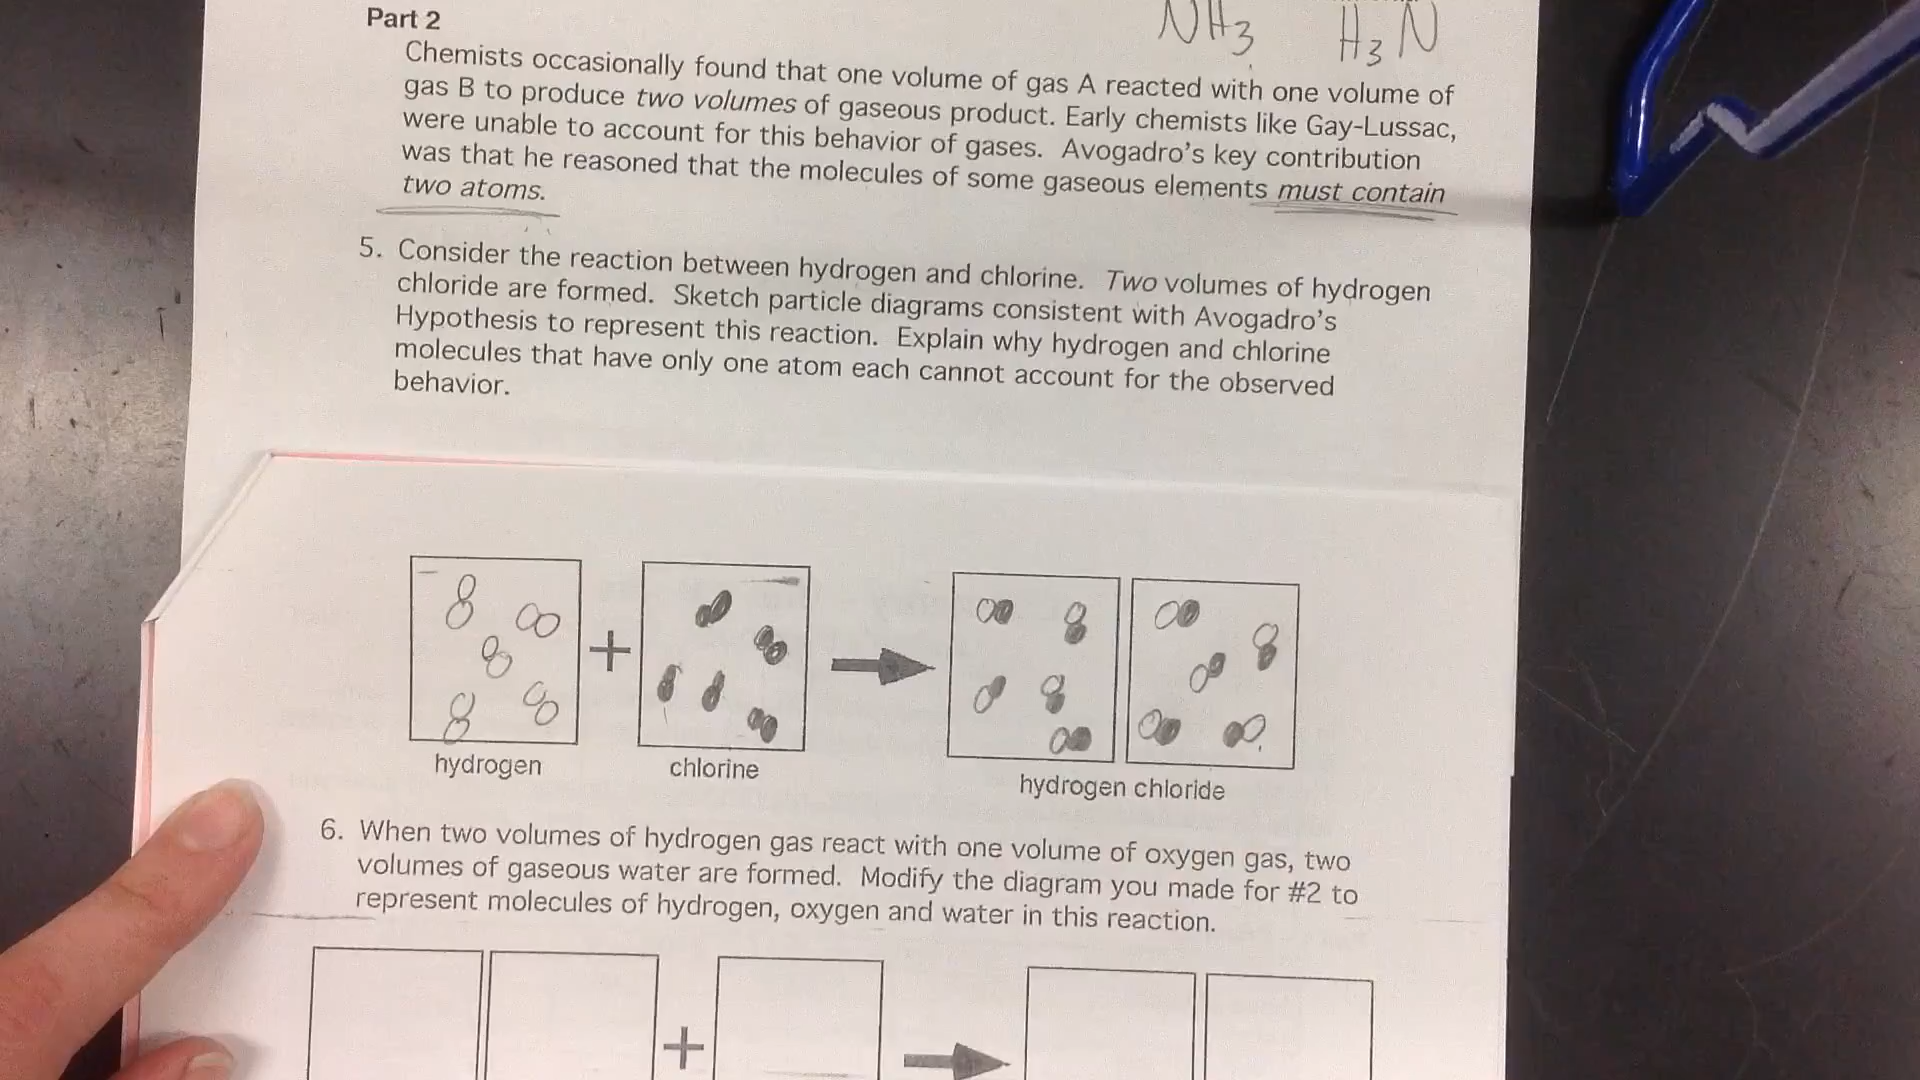 NH3 H3N
Part 2
Chemists occasionally found that one volume of gas A reacted with one volume of
gas B to produce two volumes of gaseous product. Early chemists like Gay-Lussac,
were unable to account for this behavior of gases. Avogadro's key contribution
was that he reasoned that the molecules of some gaseous elements must contain
two atoms.
5. Consider the reaction between hydrogen and chlorine. Two volumes of hydrogen
chloride are formed. Sketch particle diagrams consistent with Avogadro's
Hypothesis to represent this reaction. Explain why hydrogen and chlorine
molecules that have only one atom each cannot account for the observed
behavior.
+
hydrogen chlorine hydrogen chloride
6. When two volumes of hydrogen gas react with one volume of oxygen gas, two
volumes of gaseous water are formed. Modify the diagram you made for #2 to
represent molecules of hydrogen, oxygen and water in this reaction.
+